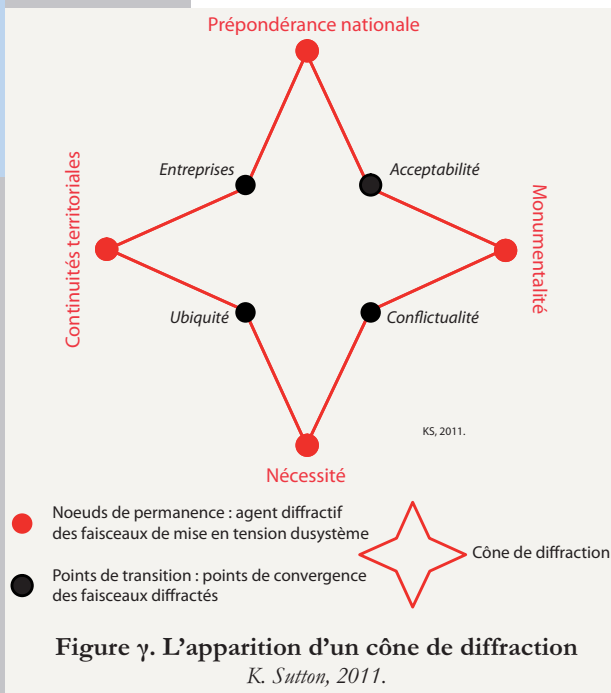 Prépondérance nationale
Entreprises
Acceptabilité
Continuités territoriales
Monumentalité
Ubiquité
Conflictualité
KS, 2011.
Nécessité
Noeuds de permanence : agent diffractif
des faisceaux de mise en tension dusystème
Cône de diffraction
Points de transition : points de convergence
des faisceaux diffractés
Figure γ. L’apparition d’un cône de diffraction
K. Sutton, 2011.